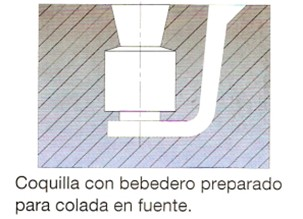 Coquilla con bebedero preparado
para colada en fuente.